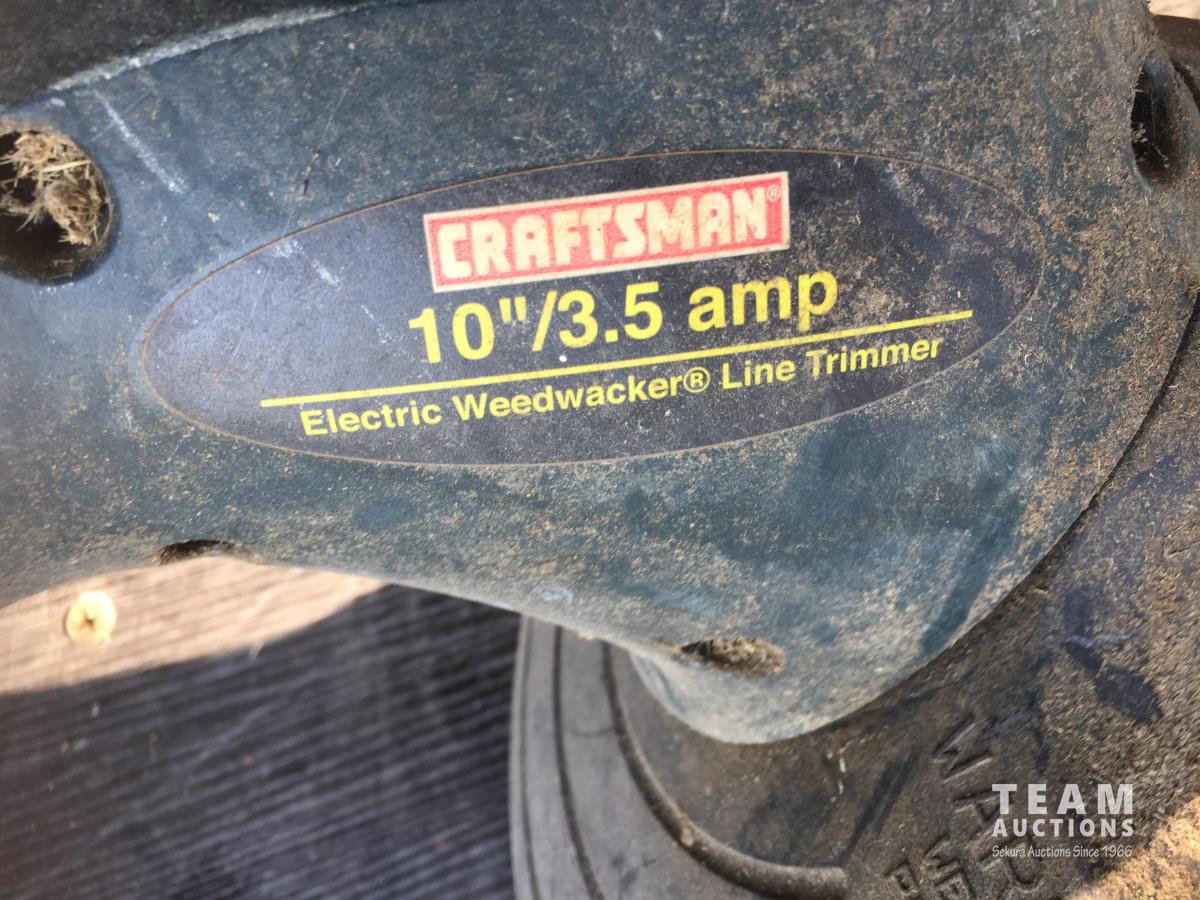 CRAFTSMAN®
10"/3.5 amp
Electric Weedwacker® Line Trimmer
TEAM
AUCTIONS
Sekura Auctions Since 1966